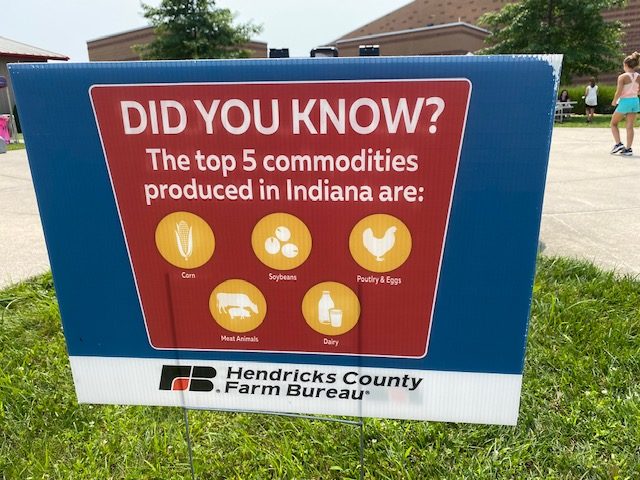 DID YOU KNOW?
The top 5 commodities
produced in Indiana are:
Corn
Soybeans
Poutlry & Eggs
Meat Animals
Dairy
FB®
Hendricks County
Farm Bureau®